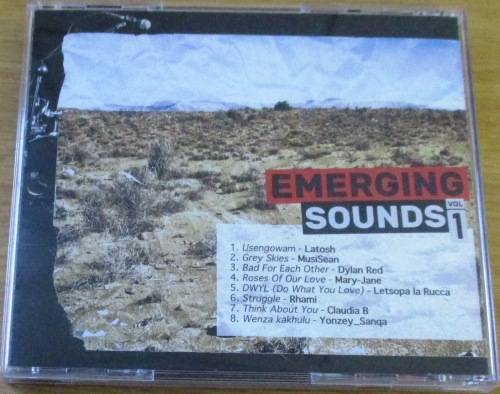 EMERGING
SOUNDS VOL 1
1. Usengowam - Latosh
2. Grey Skies - MusiSean
3. Bad For Each Other - Dylan Red
4. Roses Of Our Love - Mary-Jane
5. DWYL (Do What You Love) - Letsopa la Rucca
6. Struggle - Rhami
7. Think About You - Claudia B
8. Wenza kakhulu - Yonzey_Sanqa